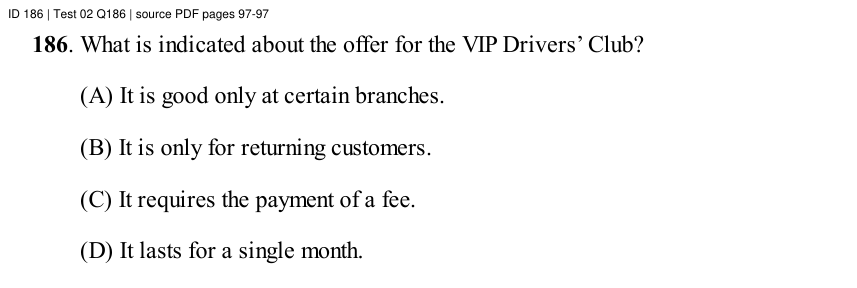 ID 186 | Test 02 Q186 | source PDF pages 97-97
186. What is indicated about the offer for the VIP Drivers’ Club?
(A) It is good only at certain branches.
(B) It is only for returning customers.
(C) It requires the payment of a fee.
(D) It lasts for a single month.